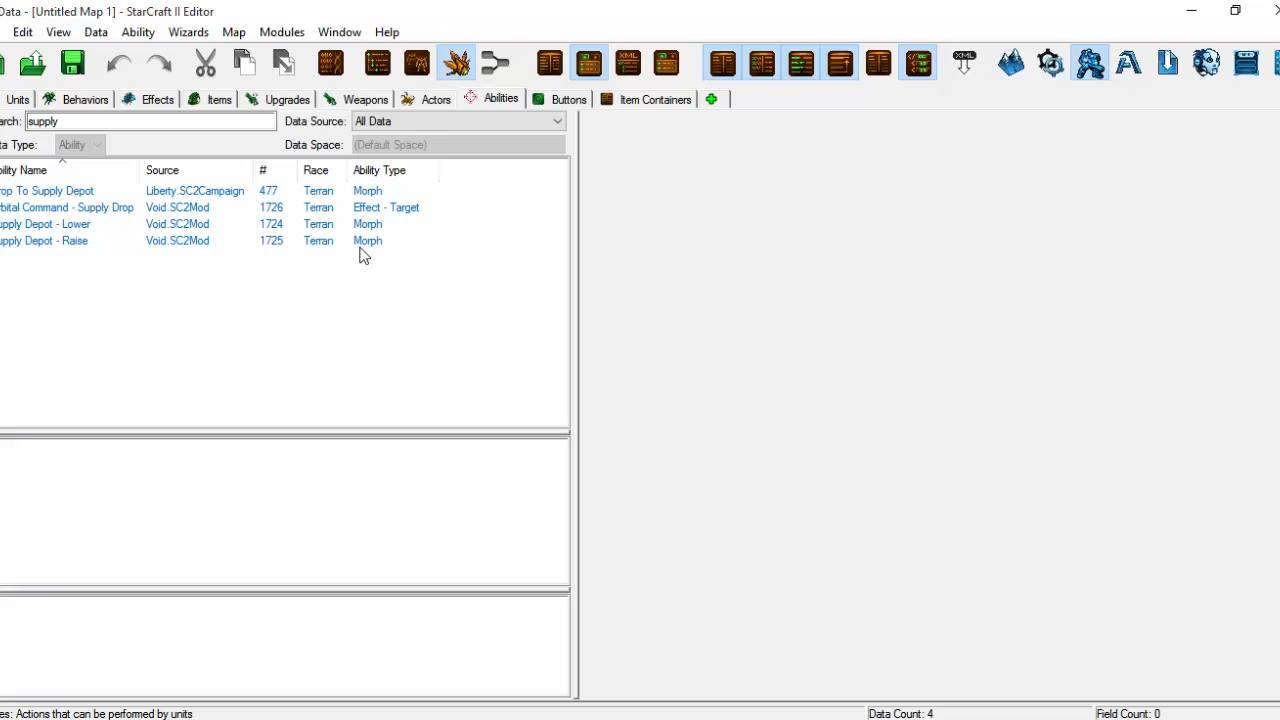 Data - [Untitled Map 1] - StarCraft II Editor
Edit View Data Ability Wizards Map Modules Window Help
XML XML
Units Behaviors Effects Items Upgrades Weapons Actors Abilities Buttons Item Containers
arch: supply Data Source: All Data
ta Type: Ability Data Space: (Default Space)
bility Name Source # Race Ability Type
rop To Supply Depot Liberty.SC2Campaign 477 Terran Morph
rbital Command - Supply Drop Void.SC2Mod 1726 Terran Effect - Target
upply Depot - Lower Void.SC2Mod 1724 Terran Morph
upply Depot - Raise Void.SC2Mod 1725 Terran Morph
es: Actions that can be performed by units Data Count: 4 Field Count: 0